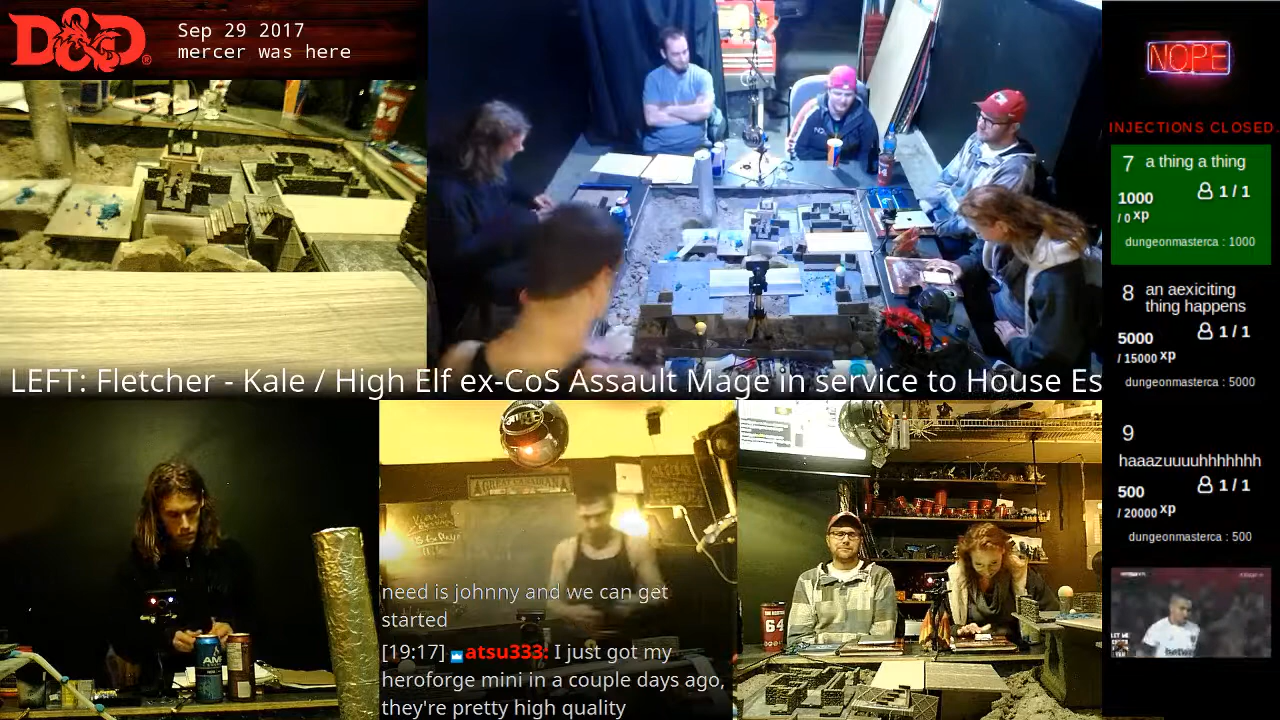 D&D®
Sep 29 2017
mercer was here
LEFT: Fletcher - Kale / High Elf ex-CoS Assault Mage in service to House Es
GREAT CANADIAN
need is johnny and we can get
started
[19:17] atsu333: I just got my
heroforge mini in a couple days ago,
they're pretty high quality
64
NOPE
INJECTIONS CLOSED
7 a thing a thing
1000 1 / 1
/ 0 xp
dungeonmasterca : 1000
8 an aexiciting
thing happens
5000 1 / 1
/ 15000 xp
dungeonmasterca : 5000
9
haaazuuuuhhhhhhh
500 1 / 1
/ 20000 xp
dungeonmasterca : 500